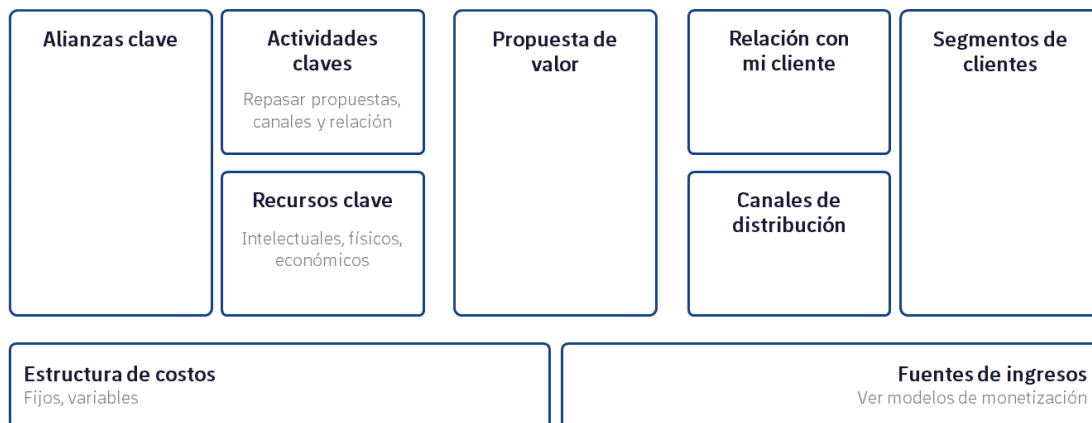 Alianzas clave
Actividades
claves
Repasar propuestas,
canales y relación
Recursos clave
Intelectuales, físicos,
económicos
Propuesta de
valor
Relación con
mi cliente
Canales de
distribución
Segmentos de
clientes
Estructura de costos
Fijos, variables
Fuentes de ingresos
Ver modelos de monetización